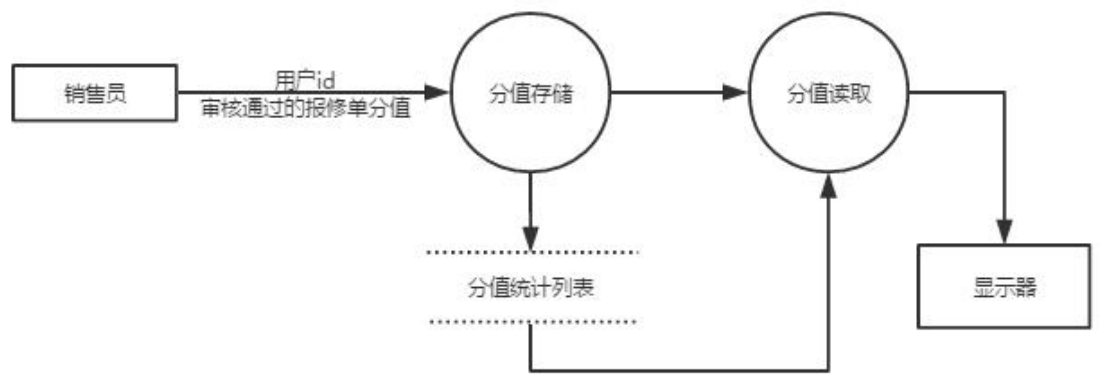 销售员
用户id
审核通过的报修单分值
分值存储
分值读取
分值统计列表
显示器